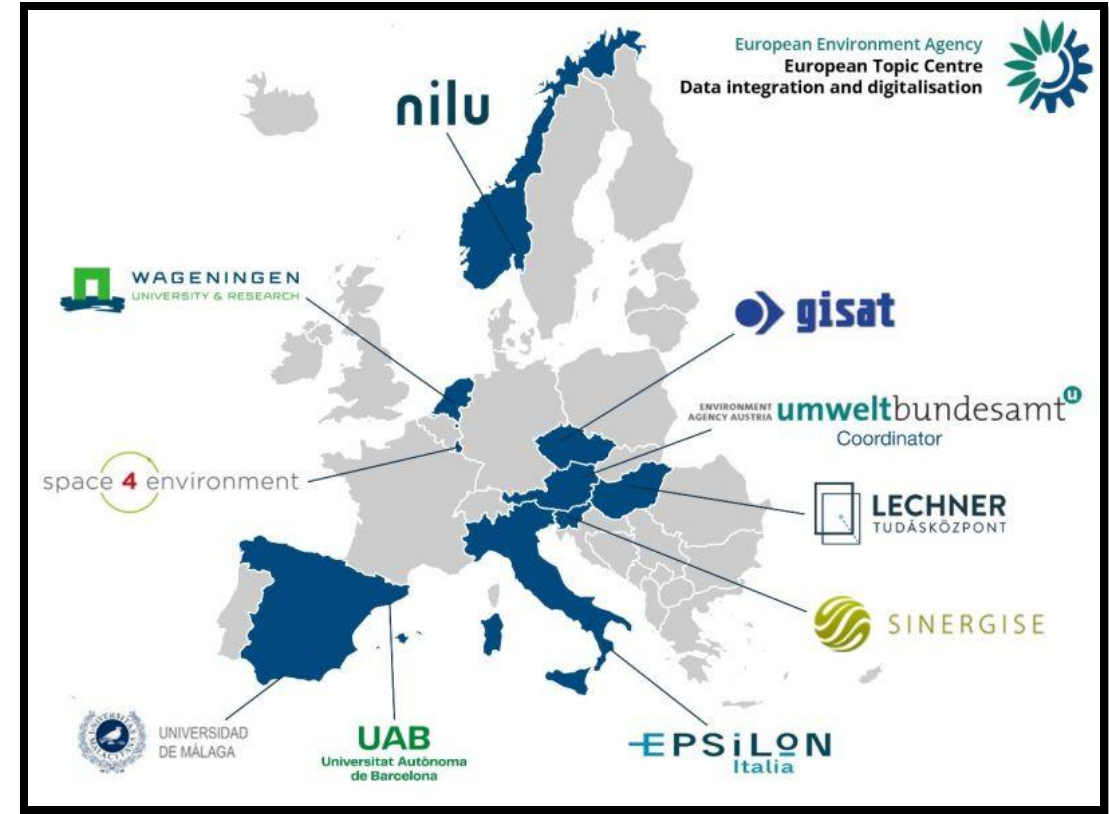 European Environment Agency
European Topic Centre
Data integration and digitalisation
nilu
WAGENINGEN
UNIVERSITY & RESEARCH
gisat
ENVIRONMENT
AGENCY AUSTRIA
umweltbundesamt
u
Coordinator
space 4 environment
LECHNER
TUDÁSKÖZPONT
SINERGISE
UNIVERSIDAD
DE MÁLAGA
UAB
Universitat Autònoma
de Barcelona
EPSiLON
Italia